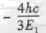 - 4hc / 3E₁